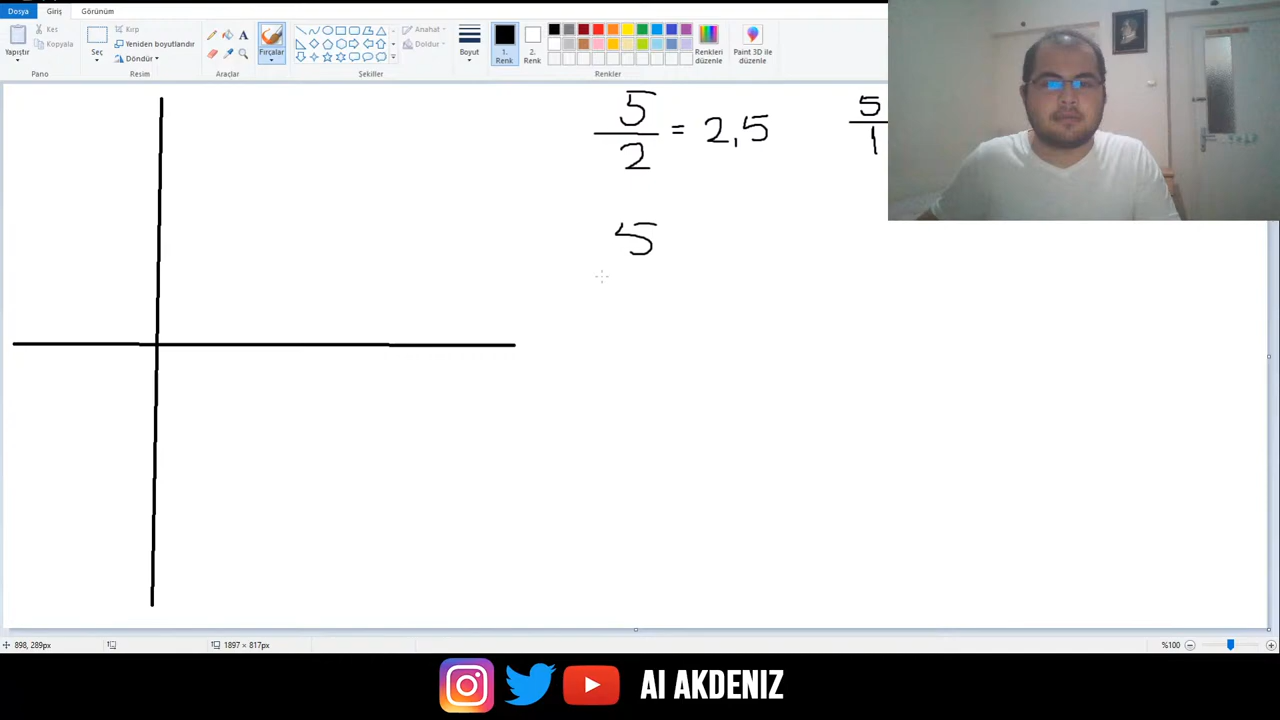 Dosya Giriş Görünüm
Yapıştır
Kes
Kopyala
Pano
Seç
Kırp
Yeniden boyutlandır
Döndür
Resim
Araçlar
Fırçalar
Şekiller
Anahat
Doldur
Boyut
1.
Renk
2.
Renk
Renkler
Renkleri
düzenle
Paint 3D ile
düzenle
5/2 = 2,5
5/1
5
898, 289px
1897 × 817px
%100
AI AKDENIZ